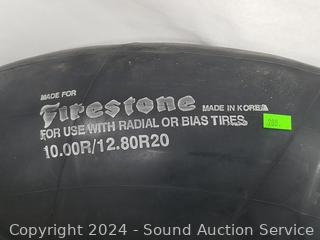 MADE FOR
Firestone
MADE IN KOREA
FOR USE WITH RADIAL OR BIAS TIRES
10.00R/12.80R20
200.
Copyright 2024 - Sound Auction Service